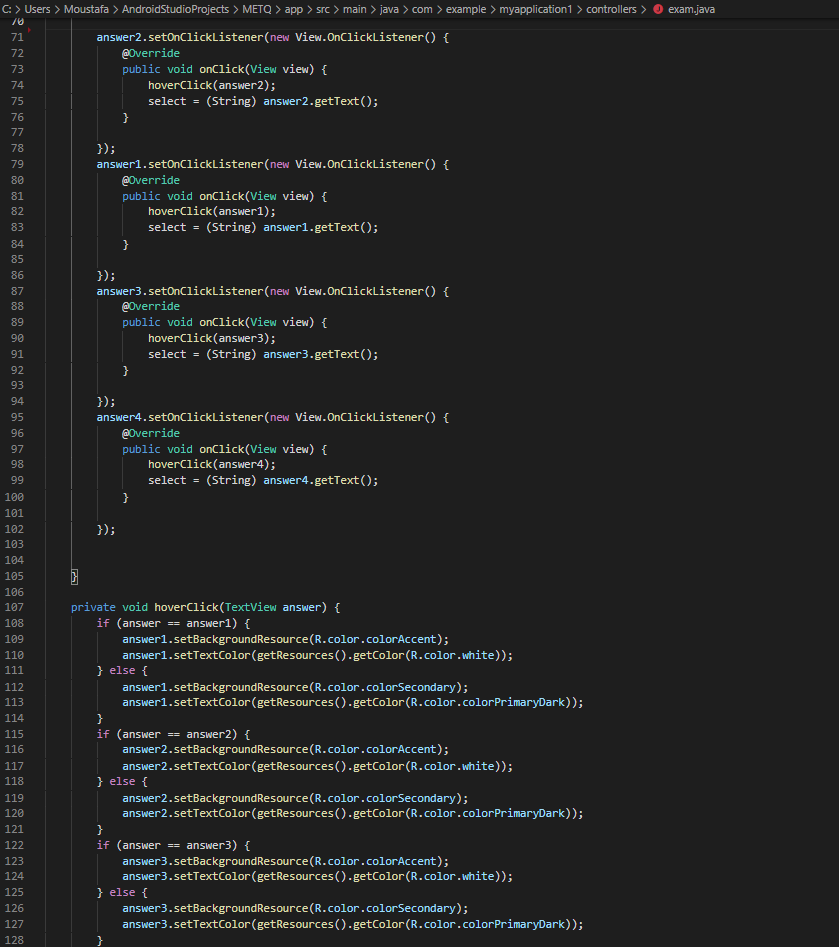 C: > Users > Moustafa > AndroidStudioProjects > METQ > app > src > main > java > com > example > myapplication1 > controllers > exam.java
70
71 answer2.setOnClickListener(new View.OnClickListener() {
72 @Override
73 public void onClick(View view) {
74 hoverClick(answer2);
75 select = (String) answer2.getText();
76 }
77
78 });
79 answer1.setOnClickListener(new View.OnClickListener() {
80 @Override
81 public void onClick(View view) {
82 hoverClick(answer1);
83 select = (String) answer1.getText();
84 }
85
86 });
87 answer3.setOnClickListener(new View.OnClickListener() {
88 @Override
89 public void onClick(View view) {
90 hoverClick(answer3);
91 select = (String) answer3.getText();
92 }
93
94 });
95 answer4.setOnClickListener(new View.OnClickListener() {
96 @Override
97 public void onClick(View view) {
98 hoverClick(answer4);
99 select = (String) answer4.getText();
100 }
101
102 });
103
104
105 }
106
107 private void hoverClick(TextView answer) {
108 if (answer == answer1) {
109 answer1.setBackgroundResource(R.color.colorAccent);
110 answer1.setTextColor(getResources().getColor(R.color.white));
111 } else {
112 answer1.setBackgroundResource(R.color.colorSecondary);
113 answer1.setTextColor(getResources().getColor(R.color.colorPrimaryDark));
114 }
115 if (answer == answer2) {
116 answer2.setBackgroundResource(R.color.colorAccent);
117 answer2.setTextColor(getResources().getColor(R.color.white));
118 } else {
119 answer2.setBackgroundResource(R.color.colorSecondary);
120 answer2.setTextColor(getResources().getColor(R.color.colorPrimaryDark));
121 }
122 if (answer == answer3) {
123 answer3.setBackgroundResource(R.color.colorAccent);
124 answer3.setTextColor(getResources().getColor(R.color.white));
125 } else {
126 answer3.setBackgroundResource(R.color.colorSecondary);
127 answer3.setTextColor(getResources().getColor(R.color.colorPrimaryDark));
128 }